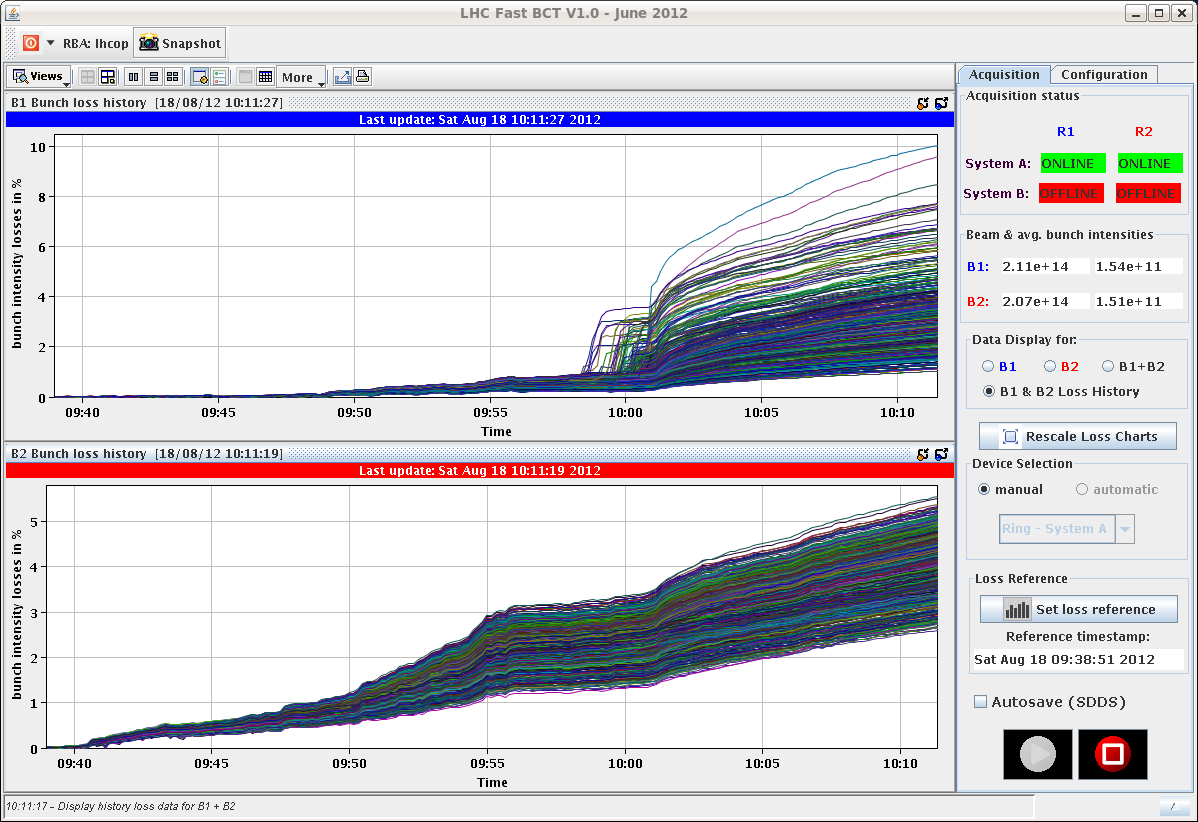 LHC Fast BCT V1.0 - June 2012
RBA: lhcop Snapshot
Views More
B1 Bunch loss history [18/08/12 10:11:27]
Last update: Sat Aug 18 10:11:27 2012
bunch intensity losses in %
10
8
6
4
2
0
09:40 09:45 09:50 09:55 10:00 10:05 10:10
Time
B2 Bunch loss history [18/08/12 10:11:19]
Last update: Sat Aug 18 10:11:19 2012
bunch intensity losses in %
5
4
3
2
1
0
09:40 09:45 09:50 09:55 10:00 10:05 10:10
Time
Acquisition Configuration
Acquisition status
R1 R2
System A: ONLINE ONLINE
System B: OFFLINE OFFLINE
Beam & avg. bunch intensities
B1: 2.11e+14 1.54e+11
B2: 2.07e+14 1.51e+11
Data Display for:
B1 B2 B1+B2
B1 & B2 Loss History
Rescale Loss Charts
Device Selection
manual automatic
Ring - System A
Loss Reference
Set loss reference
Reference timestamp:
Sat Aug 18 09:38:51 2012
Autosave (SDDS)
10:11:17 - Display history loss data for B1 + B2